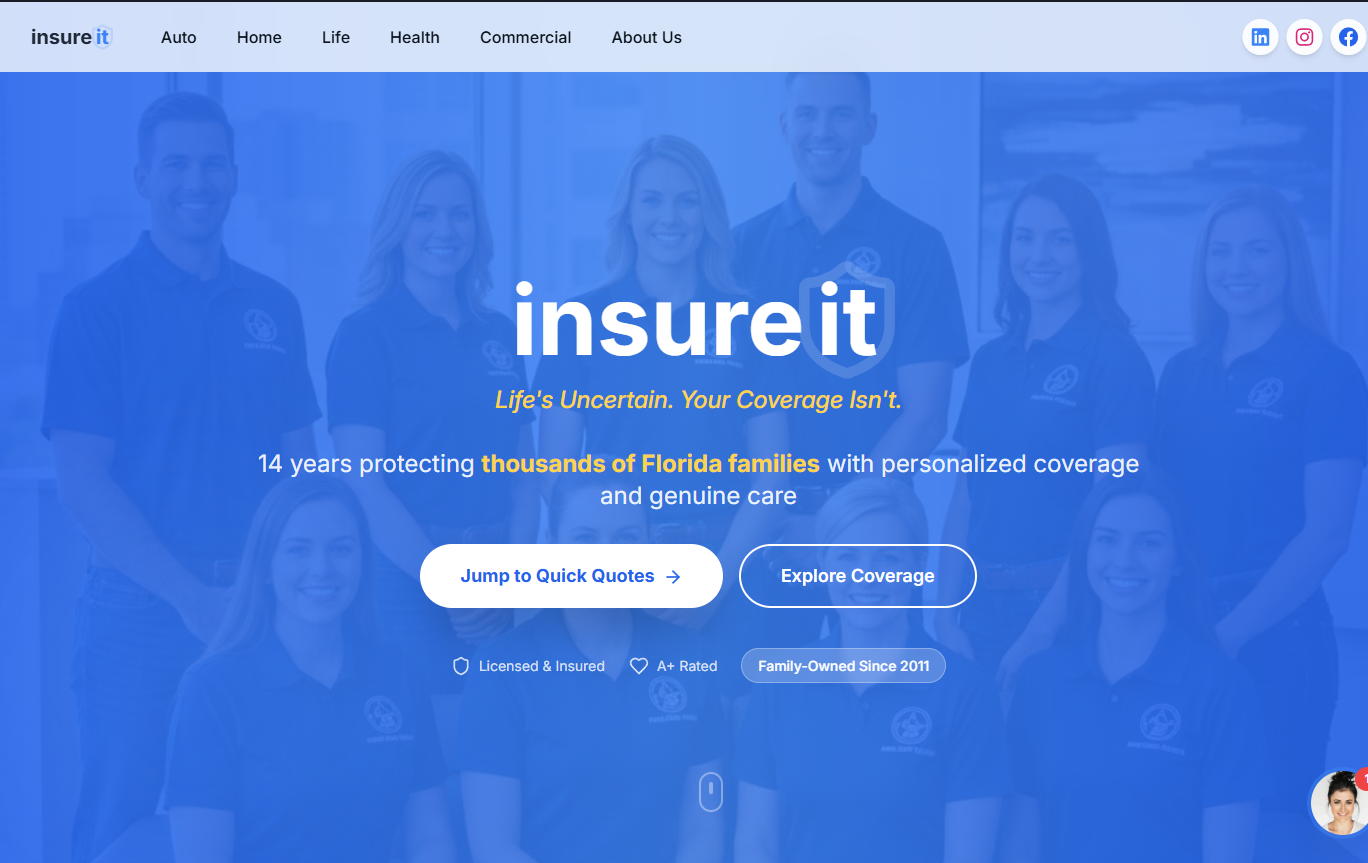 insure it
Auto
Home
Life
Health
Commercial
About Us
insure it
Life's Uncertain. Your Coverage Isn't.
14 years protecting thousands of Florida families with personalized coverage
and genuine care
Jump to Quick Quotes →
Explore Coverage
Licensed & Insured
A+ Rated
Family-Owned Since 2011